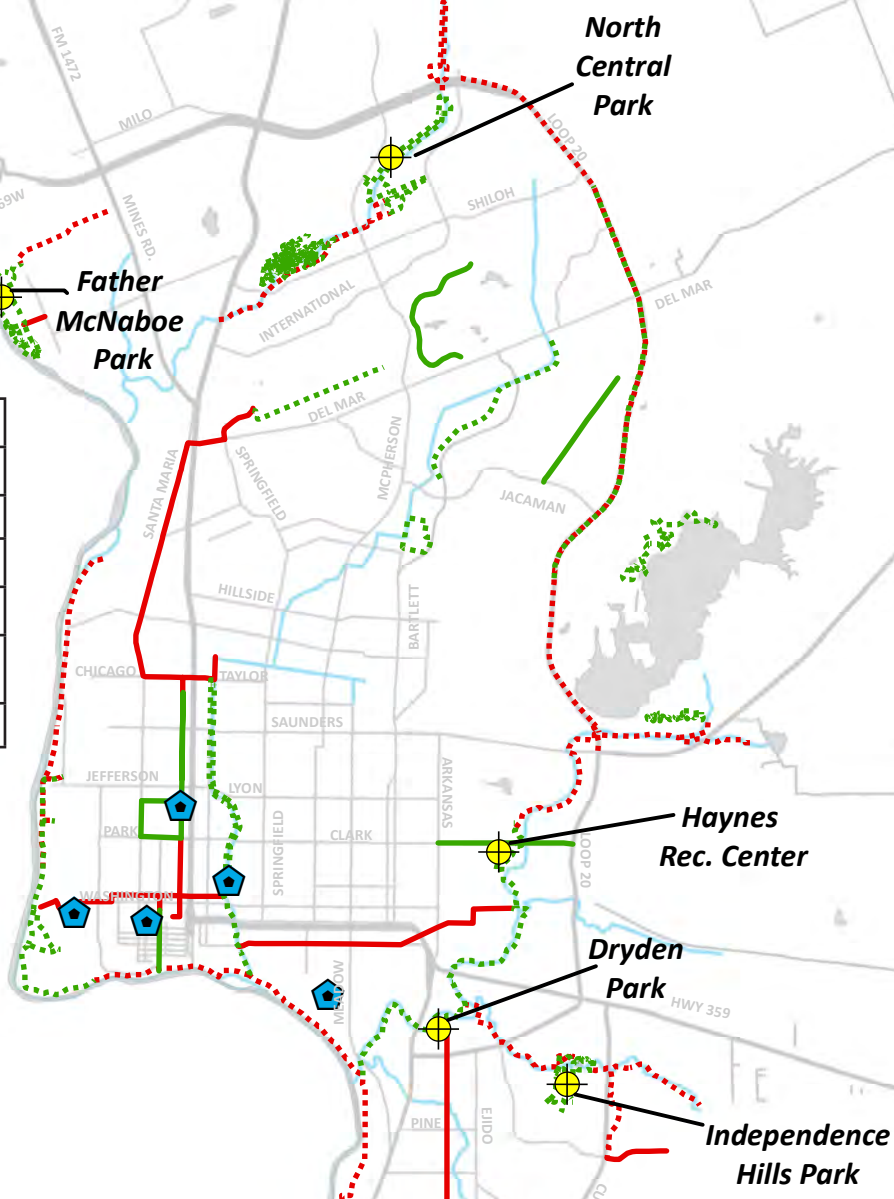 North
Central
Park
FM 1472
MILO
LOOP 20
69W
MINES RD.
SHILOH
Father
McNaboe
Park
INTERNATIONAL
DEL MAR
DEL MAR
MCPHERSON
SANTA MARIA
SPRINGFIELD
JACAMAN
HILLSIDE
BARTLETT
CHICAGO
TAYLOR
SAUNDERS
JEFFERSON
LYON
ARKANSAS
SPRINGFIELD
PARK
CLARK
Haynes
Rec. Center
LOOP 20
WASHINGTON
Dryden
Park
MEADOW
HWY 359
PINE
EJIDO
Independence
Hills Park
CU